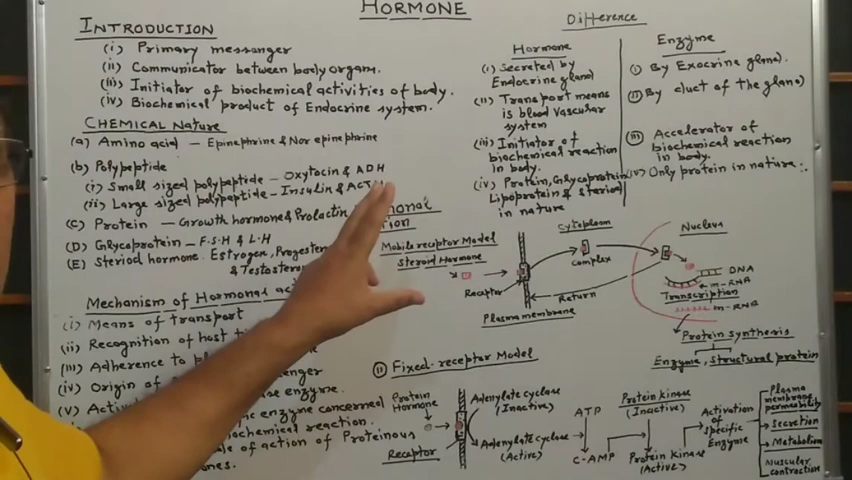 HORMONE
INTRODUCTION
(i) Primary messenger
(ii) Communicator between body organs.
(iii) Initiator of biochemical activities of body.
(iv) Biochemical product of Endocrine system.
CHEMICAL Nature
(a) Amino acid – Epinephrine & Nor epinephrine
(b) Polypeptide
(i) Small sized polypeptide – Oxytocin & ADH
(ii) Large sized polypeptide – Insulin &
(C) Protein – Growth hormone & Prolactin
(D) Glycoprotein – F.S.H & L.H
(E) Steriod hormone. Estrogen,
&
Mechanism of Hormonal
(i) Means of transport
(ii) Recognition of
(III) Adherence to
(iv) Origin of
(V)
enzyme.
enzyme concerned
reaction.
of action of Proteinous
Difference
Hormone
(i) Secreted by
Endocrine gland
(II) Transport means
is blood vascular
system
(iii) Initiator of
biochemical reaction
in body.
(iv) Protein, Glycoprotein
Lipoprotein & steriod
in nature
Enzyme
(i) By Exocrine gland.
(II) By duct of the gland
(III) Accelerator of
biochemical reaction
in body.
(iv) Only protein in nature.
Mobile receptor Model
Steroid Hormone
Receptor
Plasma membrane
Cytoplasm
Complex
Return
Nucleus
DNA
m-RNA
Transcription
m-RNA
Protein synthesis
Enzyme, Structural protein
(II) Fixed-receptor Model
Protein
Hormone
Receptor
Adenylate cyclase
(Inactive)
Adenylate cyclase
(Active)
ATP
C-AMP
Protein kinase
(Inactive)
Protein kinase
(Active)
Activation
of
Specific
Enzyme
Plasma
membrane
permeability
Secretion
Metabolism
Muscular
contraction